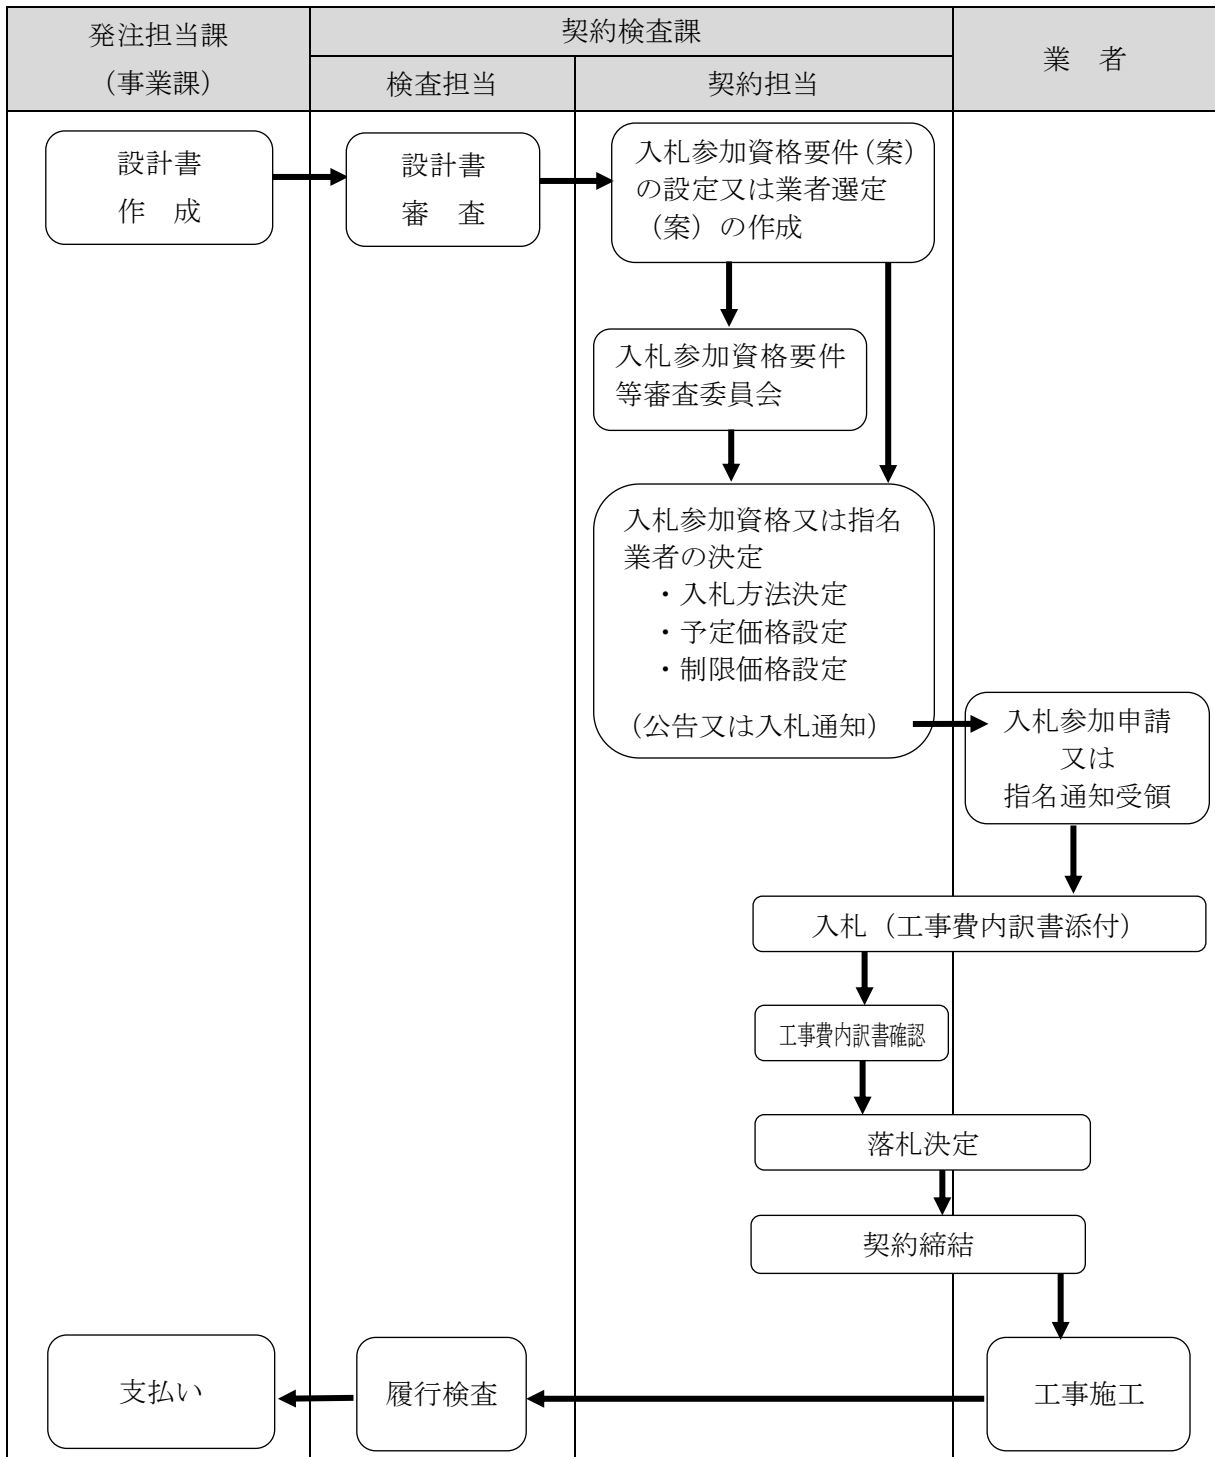 発注担当課
（事業課）
契約検査課
検査担当
契約担当
業　者
設計書
作　成
設計書
審　査
入札参加資格要件（案）
の設定又は業者選定
（案）の作成
入札参加資格要件
等審査委員会
入札参加資格又は指名
業者の決定
・入札方法決定
・予定価格設定
・制限価格設定
（公告又は入札通知）
入札参加申請
又は
指名通知受領
入札（工事費内訳書添付）
工事費内訳書確認
落札決定
契約締結
支払い
履行検査
工事施工